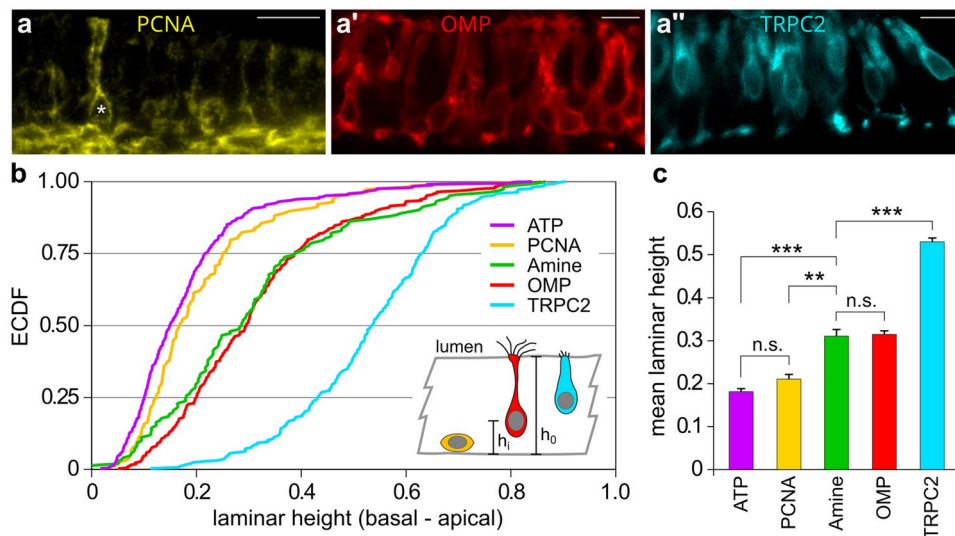 a PCNA
*
a' OMP
a" TRPC2
b
ECDF
1.00
0.75
0.50
0.25
0
ATP
PCNA
Amine
OMP
TRPC2
lumen
hi
h0
0 0.2 0.4 0.6 0.8 1.0
laminar height (basal - apical)
c
mean laminar height
0.6
0.5
0.4
0.3
0.2
0.1
0
***
***
**
n.s.
n.s.
ATP
PCNA
Amine
OMP
TRPC2